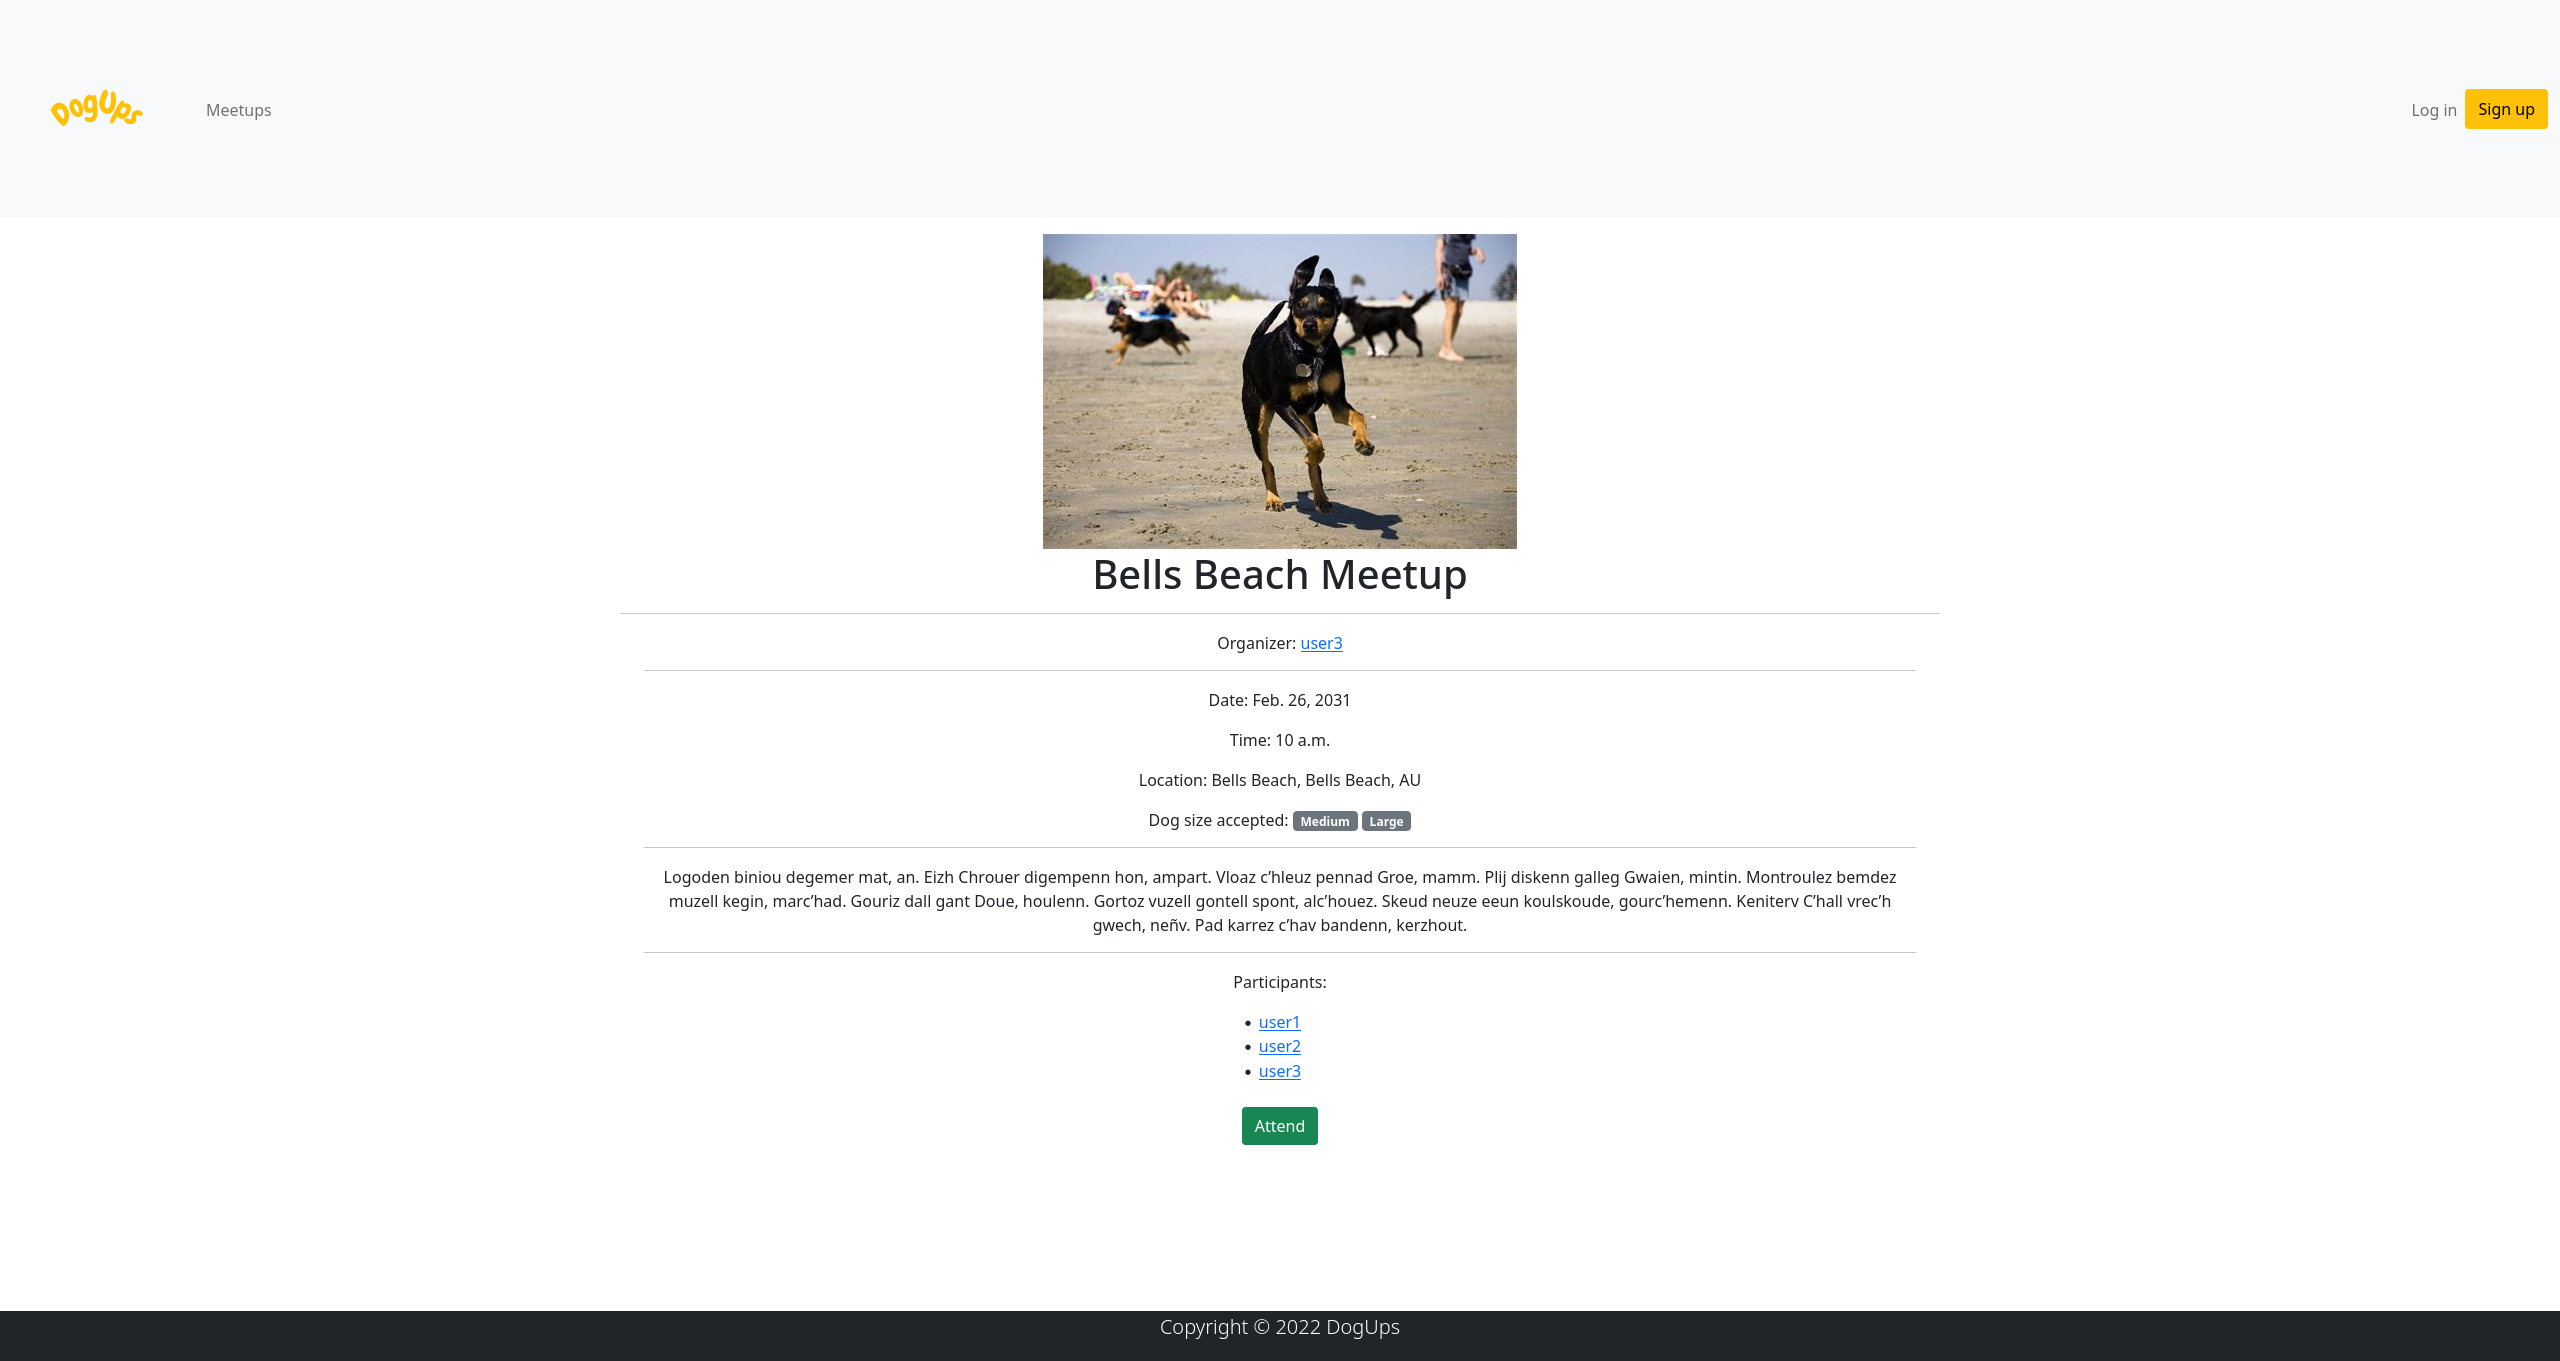 DogUps
Meetups
Log in
Sign up
Bells Beach Meetup
Organizer: user3
Date: Feb. 26, 2031
Time: 10 a.m.
Location: Bells Beach, Bells Beach, AU
Dog size accepted: Medium Large
Logoden biniou degemer mat, an. Eizh Chrouer digempenn hon, ampart. Vloaz c’hleuz pennad Groe, mamm. Plij diskenn galleg Gwaien, mintin. Montroulez bemdez
muzell kegin, marc’had. Gouriz dall gant Doue, houlenn. Gortoz vuzell gontell spont, alc’houez. Skeud neuze eeun koulskoude, gourc’hemenn. Keniterv C’hall vrec’h
gwech, neñv. Pad karrez c’hav bandenn, kerzhout.
Participants:
• user1
• user2
• user3
Attend
Copyright © 2022 DogUps